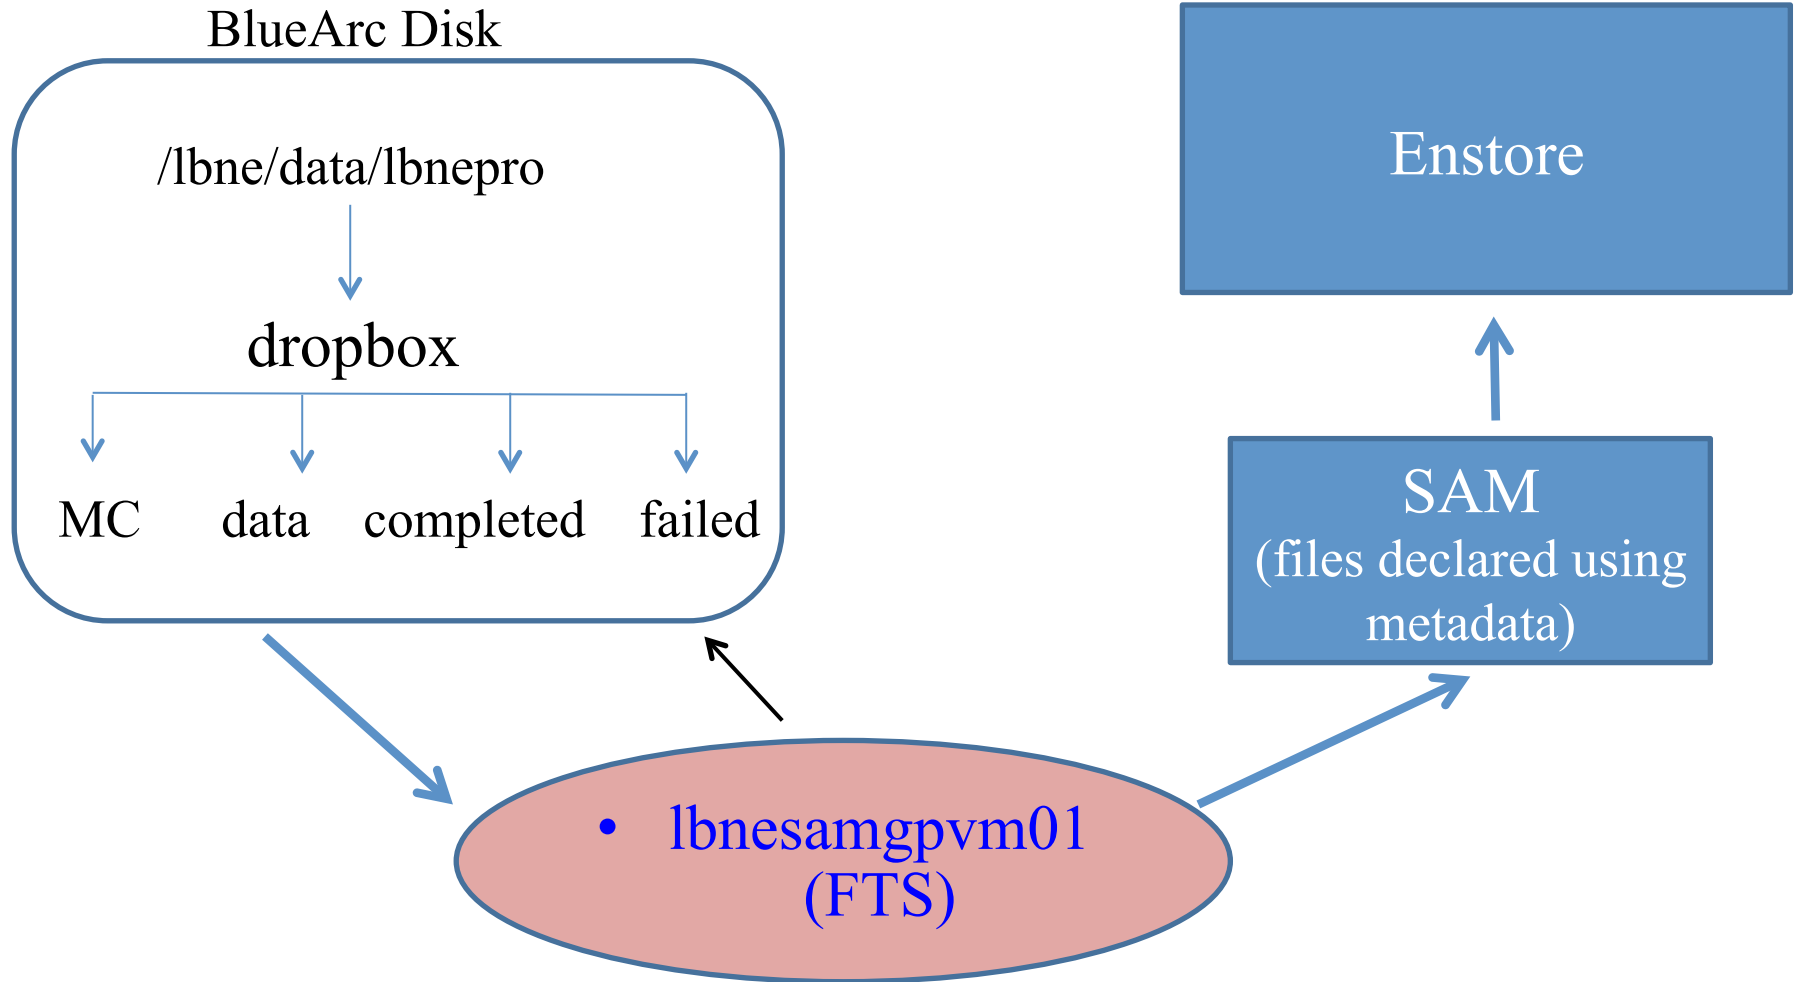 BlueArc Disk
/lbne/data/lbnepro
dropbox
MC data completed failed
Enstore
SAM
(files declared using
metadata)
• lbnesamgpvm01
(FTS)